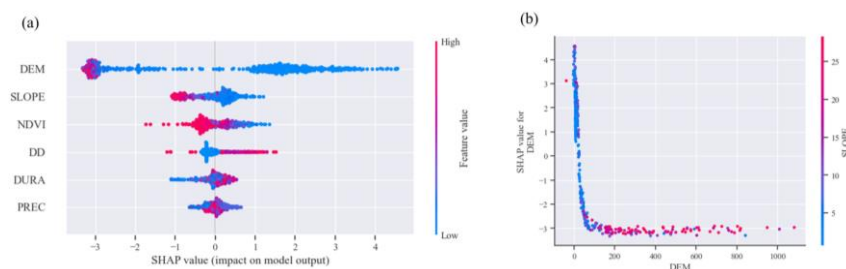 (a)
High
DEM
SLOPE
NDVI
DD
DURA
PREC
Feature value
Low
−3 −2 −1 0 1 2 3 4
SHAP value (impact on model output)
(b)
4
3
2
1
0
−1
−2
−3
SHAP value for
DEM
0 200 400 600 800 1000
DEM
25
20
15
10
5
SLOPE